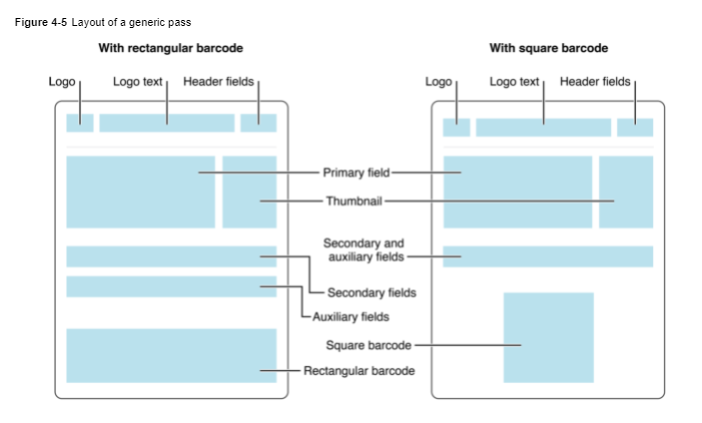 Figure 4-5 Layout of a generic pass
With rectangular barcode
With square barcode
Logo
Logo text
Header fields
Logo
Logo text
Header fields
Primary field
Thumbnail
Secondary and
auxiliary fields
Secondary fields
Auxiliary fields
Square barcode
Rectangular barcode